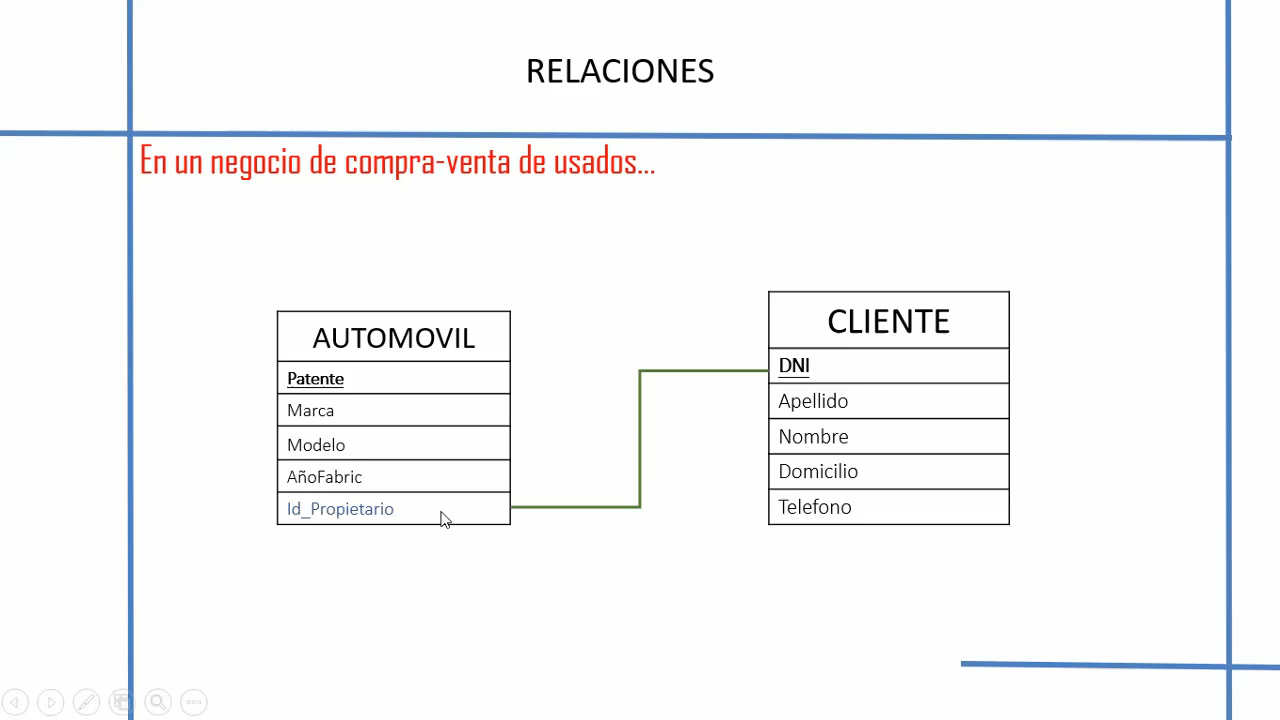 RELACIONES
En un negocio de compra-venta de usados...
AUTOMOVIL
Patente
Marca
Modelo
AñoFabric
Id_Propietario
CLIENTE
DNI
Apellido
Nombre
Domicilio
Telefono